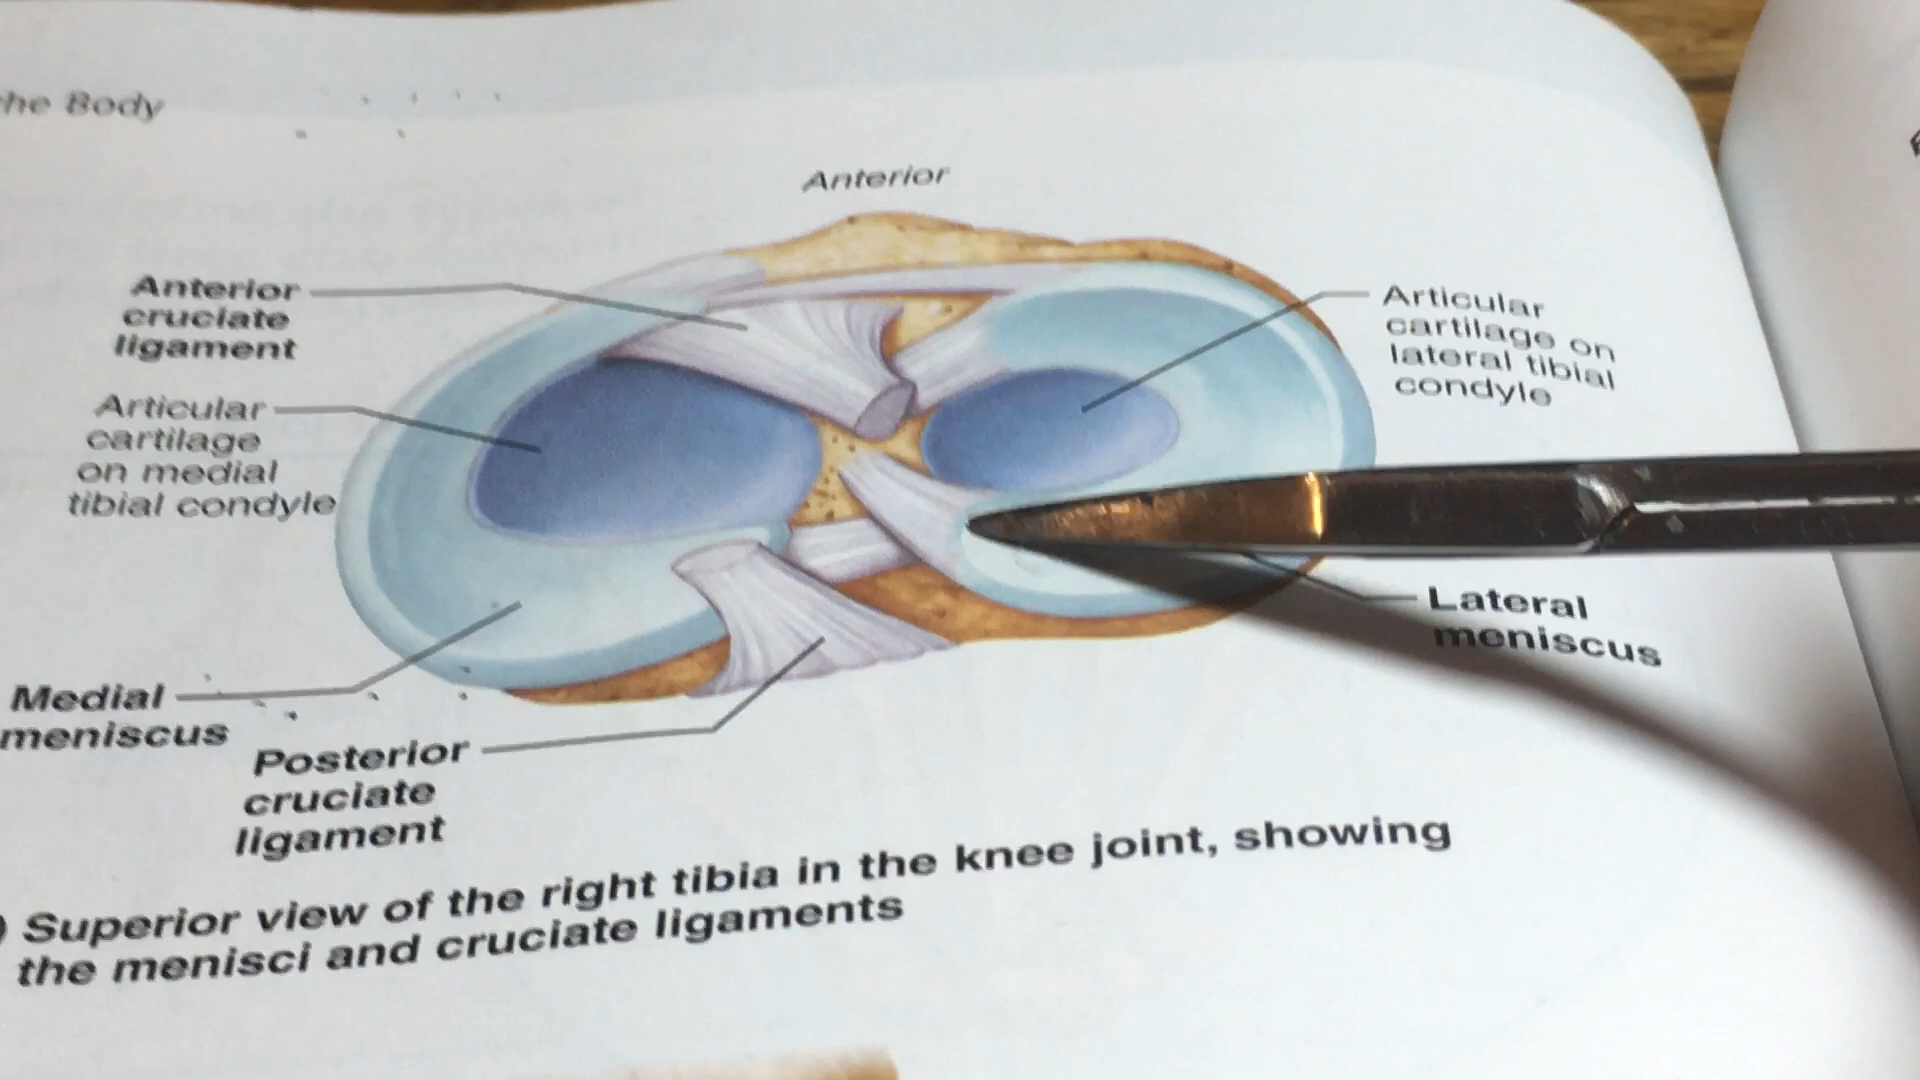 he Body
Anterior
Anterior
cruciate
ligament
Articular
cartilage
on medial
tibial condyle
Articular
cartilage on
lateral tibial
condyle
Lateral
meniscus
Medial
meniscus
Posterior
cruciate
ligament
) Superior view of the right tibia in the knee joint, showing
the menisci and cruciate ligaments